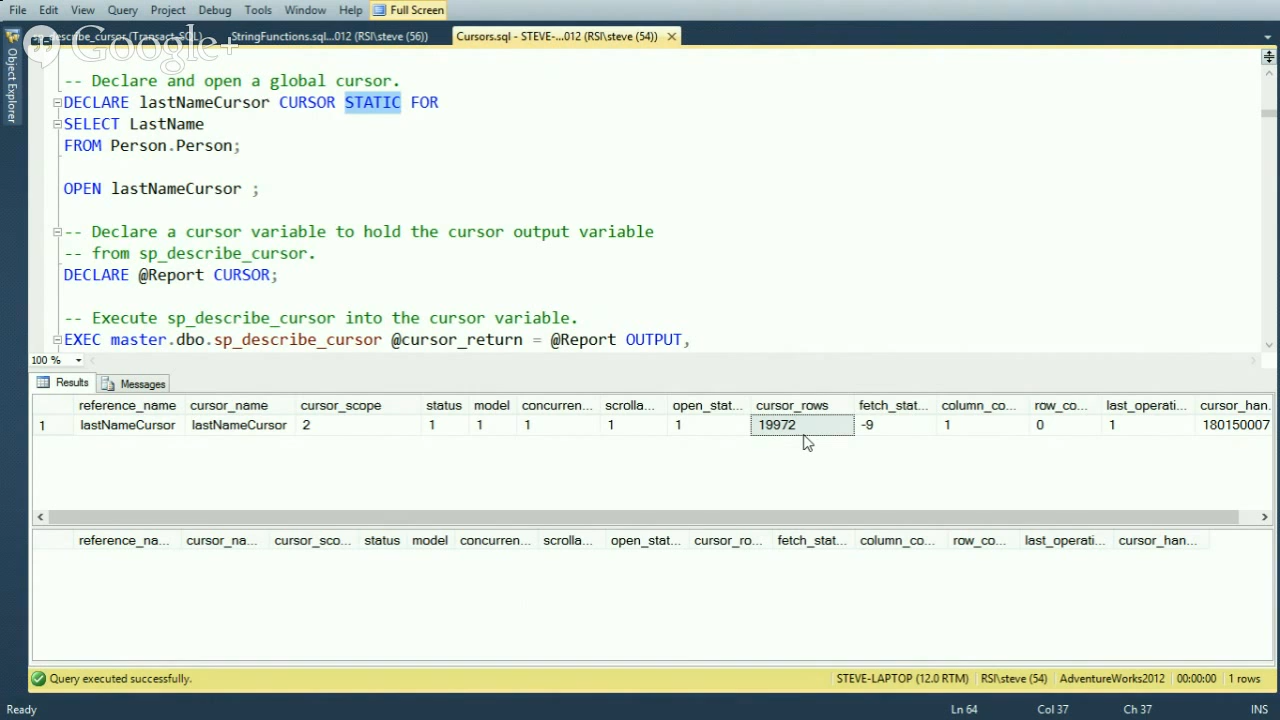 File Edit View Query Project Debug Tools Window Help Full Screen
sp_describe_cursor (Transact-SQL) StringFunctions.sql...012 (RSI\steve (56)) Cursors.sql - STEVE-...012 (RSI\steve (54))
Google+
Object Explorer
-- Declare and open a global cursor.
DECLARE lastNameCursor CURSOR STATIC FOR
SELECT LastName
FROM Person.Person;
OPEN lastNameCursor ;
-- Declare a cursor variable to hold the cursor output variable
-- from sp_describe_cursor.
DECLARE @Report CURSOR;
-- Execute sp_describe_cursor into the cursor variable.
EXEC master.dbo.sp_describe_cursor @cursor_return = @Report OUTPUT,
100 %
Results Messages
reference_name cursor_name cursor_scope status model concurren... scrolla... open_stat... cursor_rows fetch_stat... column_co... row_co... last_operati... cursor_han
1 lastNameCursor lastNameCursor 2 1 1 1 1 1 19972 -9 1 0 1 180150007
reference_na... cursor_na... cursor_sco... status model concurren... scrolla... open_stat... cursor_ro... fetch_stat... column_co... row_co... last_operati... cursor_han...
Query executed successfully. STEVE-LAPTOP (12.0 RTM) RSI\steve (54) AdventureWorks2012 00:00:00 1 rows
Ready Ln 64 Col 37 Ch 37 INS